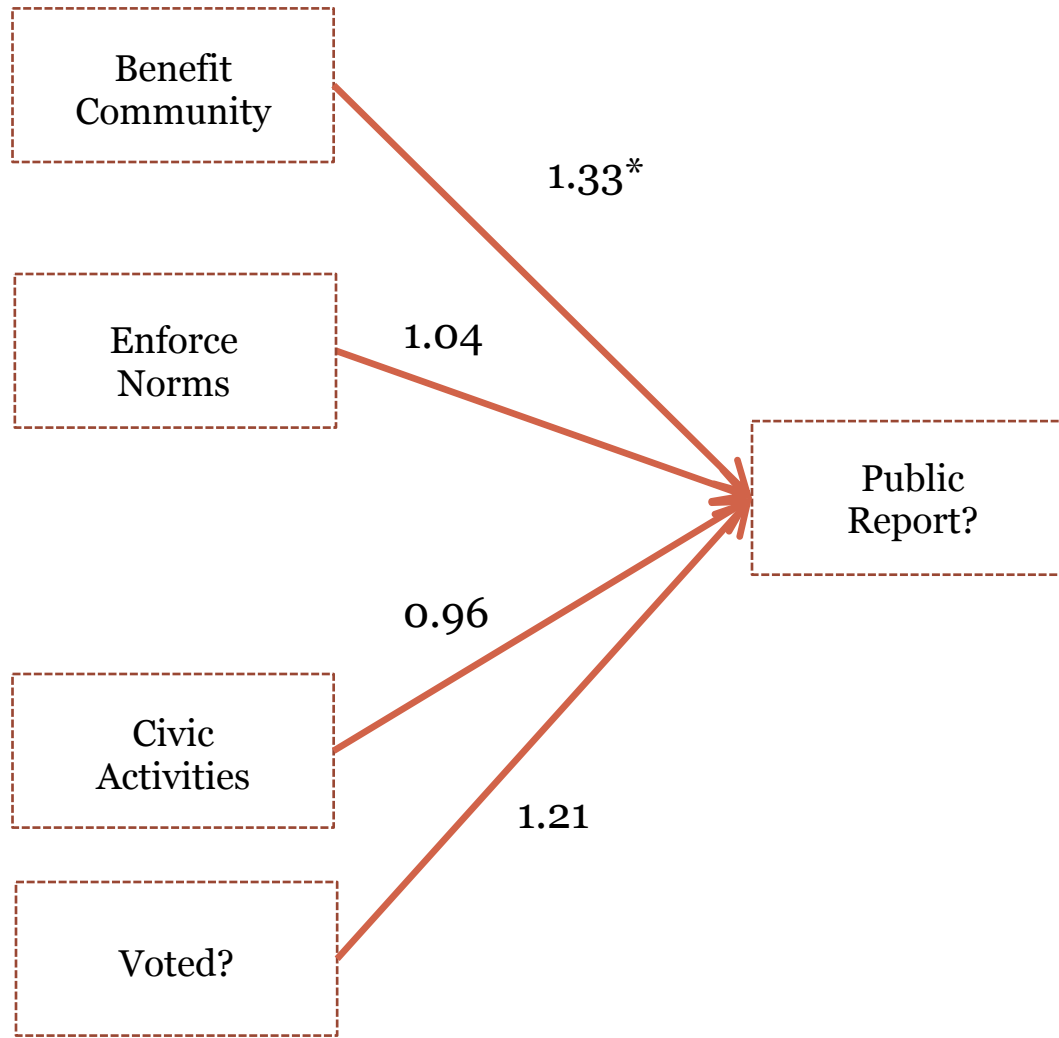 Benefit
Community
1.33*
Enforce
Norms
1.04
Public
Report?
0.96
Civic
Activities
1.21
Voted?